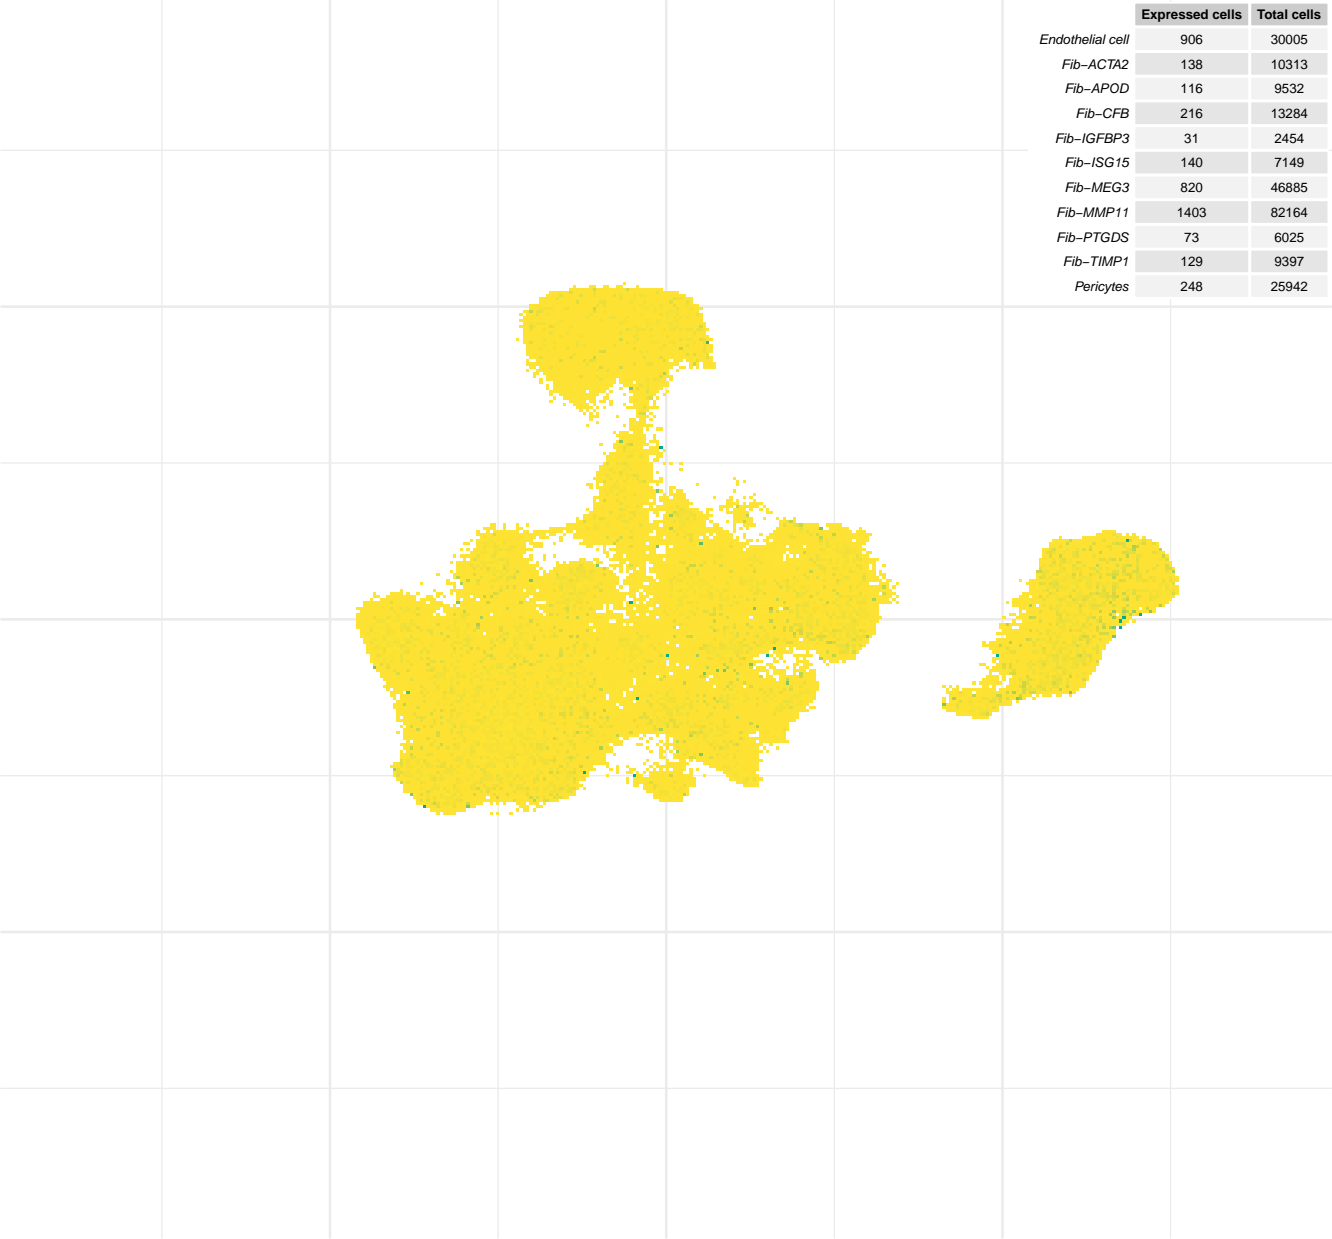 Expressed cells Total cells
Endothelial cell 906 30005
Fib−ACTA2 138 10313
Fib−APOD 116 9532
Fib−CFB 216 13284
Fib−IGFBP3 31 2454
Fib−ISG15 140 7149
Fib−MEG3 820 46885
Fib−MMP11 1403 82164
Fib−PTGDS 73 6025
Fib−TIMP1 129 9397
Pericytes 248 25942